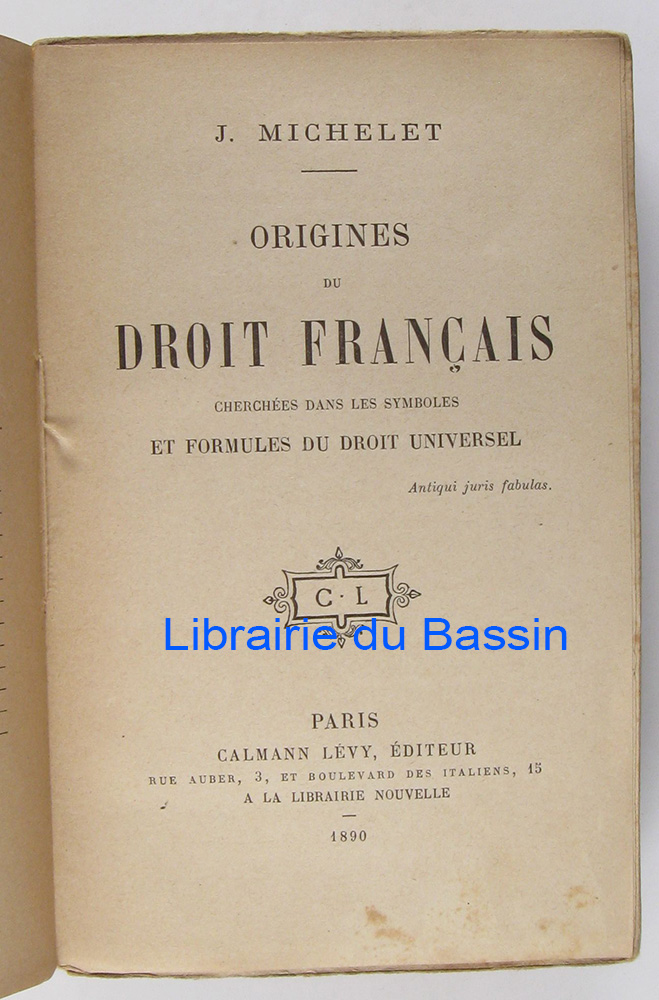 J. MICHELET
ORIGINES
DU
DROIT FRANÇAIS
CHERCHÉES DANS LES SYMBOLES
ET FORMULES DU DROIT UNIVERSEL
Antiqui juris fabulas.
C · L
Librairie du Bassin
PARIS
CALMANN LÉVY, ÉDITEUR
RUE AUBER, 3, ET BOULEVARD DES ITALIENS, 15
A LA LIBRAIRIE NOUVELLE
1890